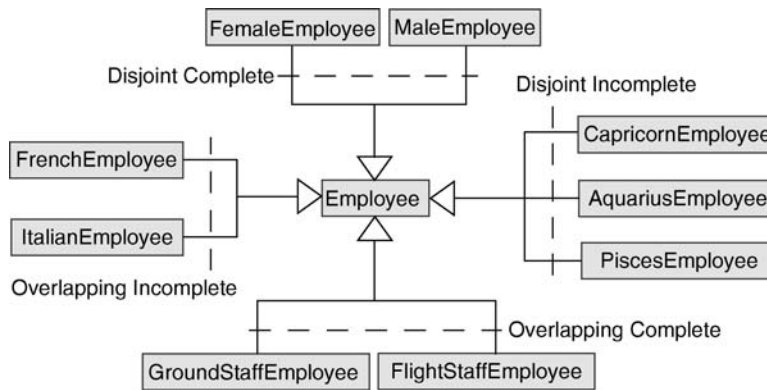 FemaleEmployee
MaleEmployee
Disjoint Complete
Disjoint Incomplete
CapricornEmployee
FrenchEmployee
Employee
AquariusEmployee
ItalianEmployee
PiscesEmployee
Overlapping Incomplete
Overlapping Complete
GroundStaffEmployee
FlightStaffEmployee